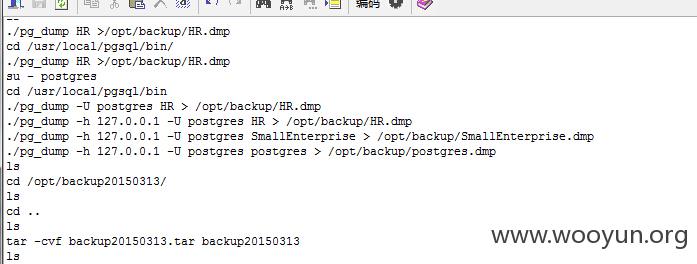 编码
ls
./pg_dump HR >/opt/backup/HR.dmp
cd /usr/local/pgsql/bin/
./pg_dump HR >/opt/backup/HR.dmp
su - postgres
cd /usr/local/pgsql/bin
./pg_dump -U postgres HR > /opt/backup/HR.dmp
./pg_dump -h 127.0.0.1 -U postgres HR > /opt/backup/HR.dmp
./pg_dump -h 127.0.0.1 -U postgres SmallEnterprise > /opt/backup/SmallEnterprise.dmp
./pg_dump -h 127.0.0.1 -U postgres postgres > /opt/backup/postgres.dmp
ls
cd /opt/backup20150313/
ls
cd ..
ls
tar -cvf backup20150313.tar backup20150313
ls
www.wooyun.org